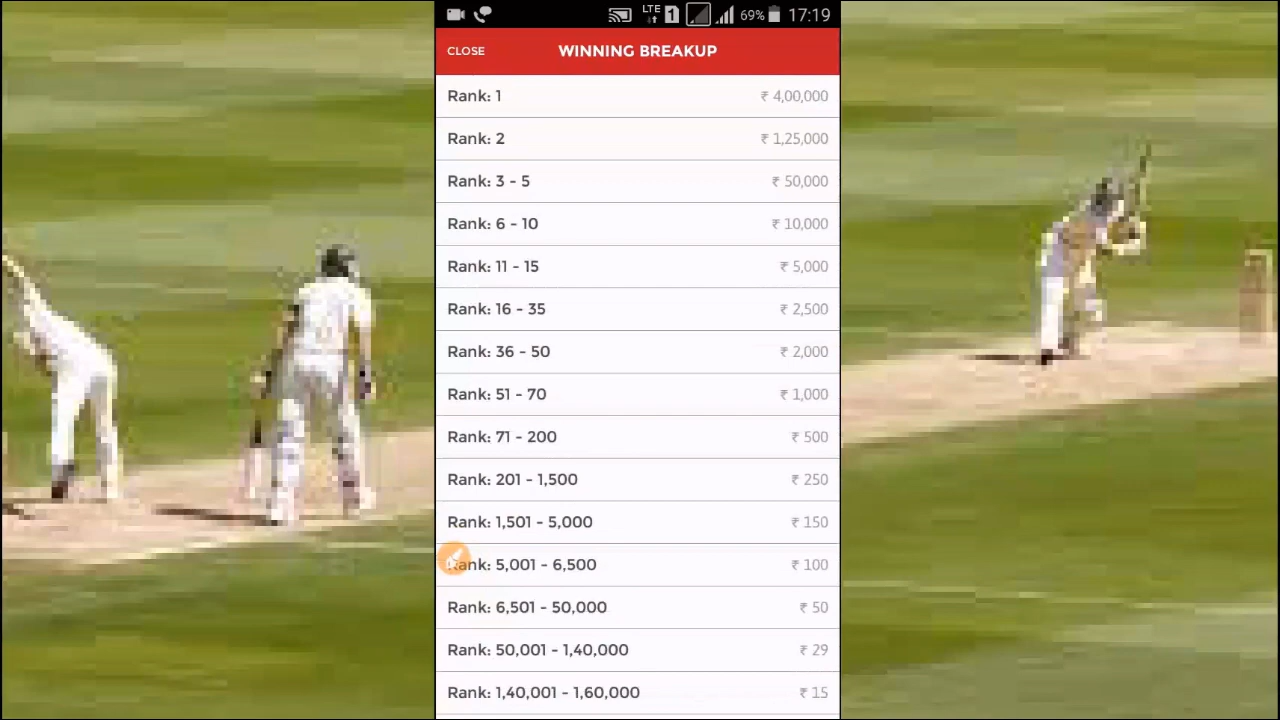 LTE 1 69% 17:19
CLOSE WINNING BREAKUP
Rank: 1 ₹ 4,00,000
Rank: 2 ₹ 1,25,000
Rank: 3 - 5 ₹ 50,000
Rank: 6 - 10 ₹ 10,000
Rank: 11 - 15 ₹ 5,000
Rank: 16 - 35 ₹ 2,500
Rank: 36 - 50 ₹ 2,000
Rank: 51 - 70 ₹ 1,000
Rank: 71 - 200 ₹ 500
Rank: 201 - 1,500 ₹ 250
Rank: 1,501 - 5,000 ₹ 150
Rank: 5,001 - 6,500 ₹ 100
Rank: 6,501 - 50,000 ₹ 50
Rank: 50,001 - 1,40,000 ₹ 29
Rank: 1,40,001 - 1,60,000 ₹ 15